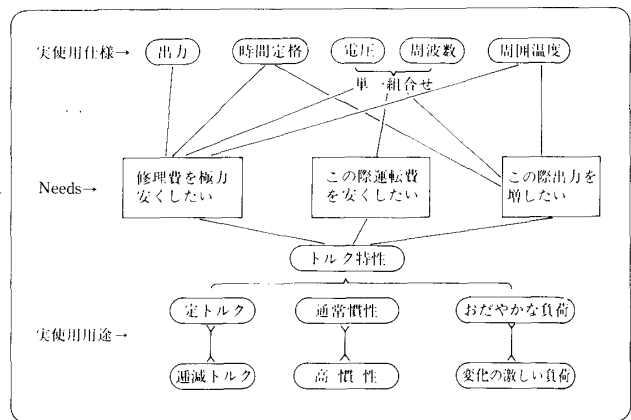 実使用仕様→ 出力 時間定格 電圧 周波数 周囲温度
単一組合せ
Needs→
修理費を極力
安くしたい
この際運転費
を安くしたい
この際出力を
増したい
トルク特性
実使用用途→
定トルク 通常慣性 おだやかな負荷
逓減トルク 高慣性 変化の激しい負荷